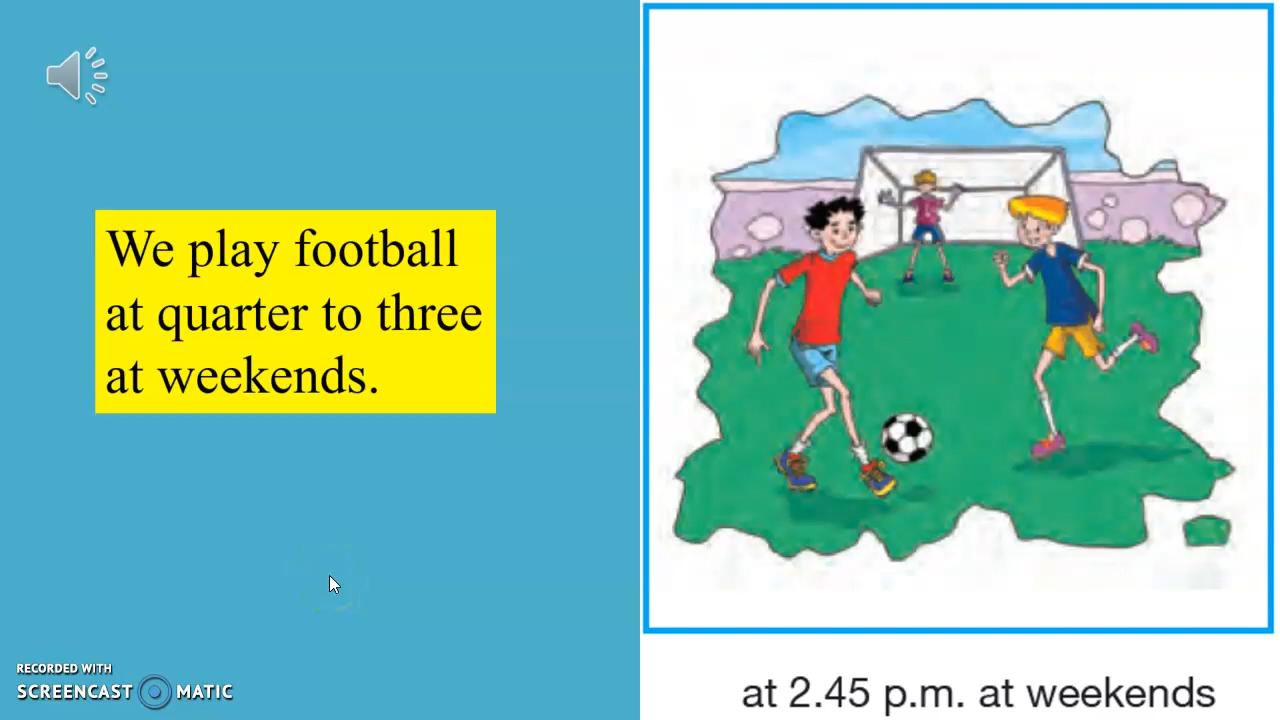 We play football
at quarter to three
at weekends.
RECORDED WITH
SCREENCAST MATIC
at 2.45 p.m. at weekends